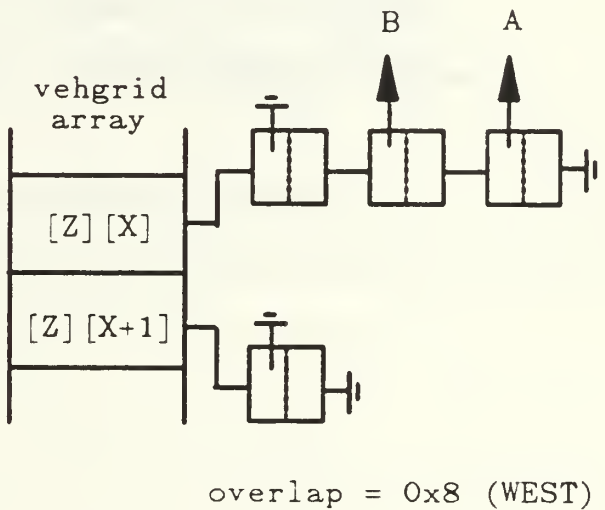 B A
vehgrid
array
[Z][X]
[Z][X+1]
overlap = 0x8 (WEST)